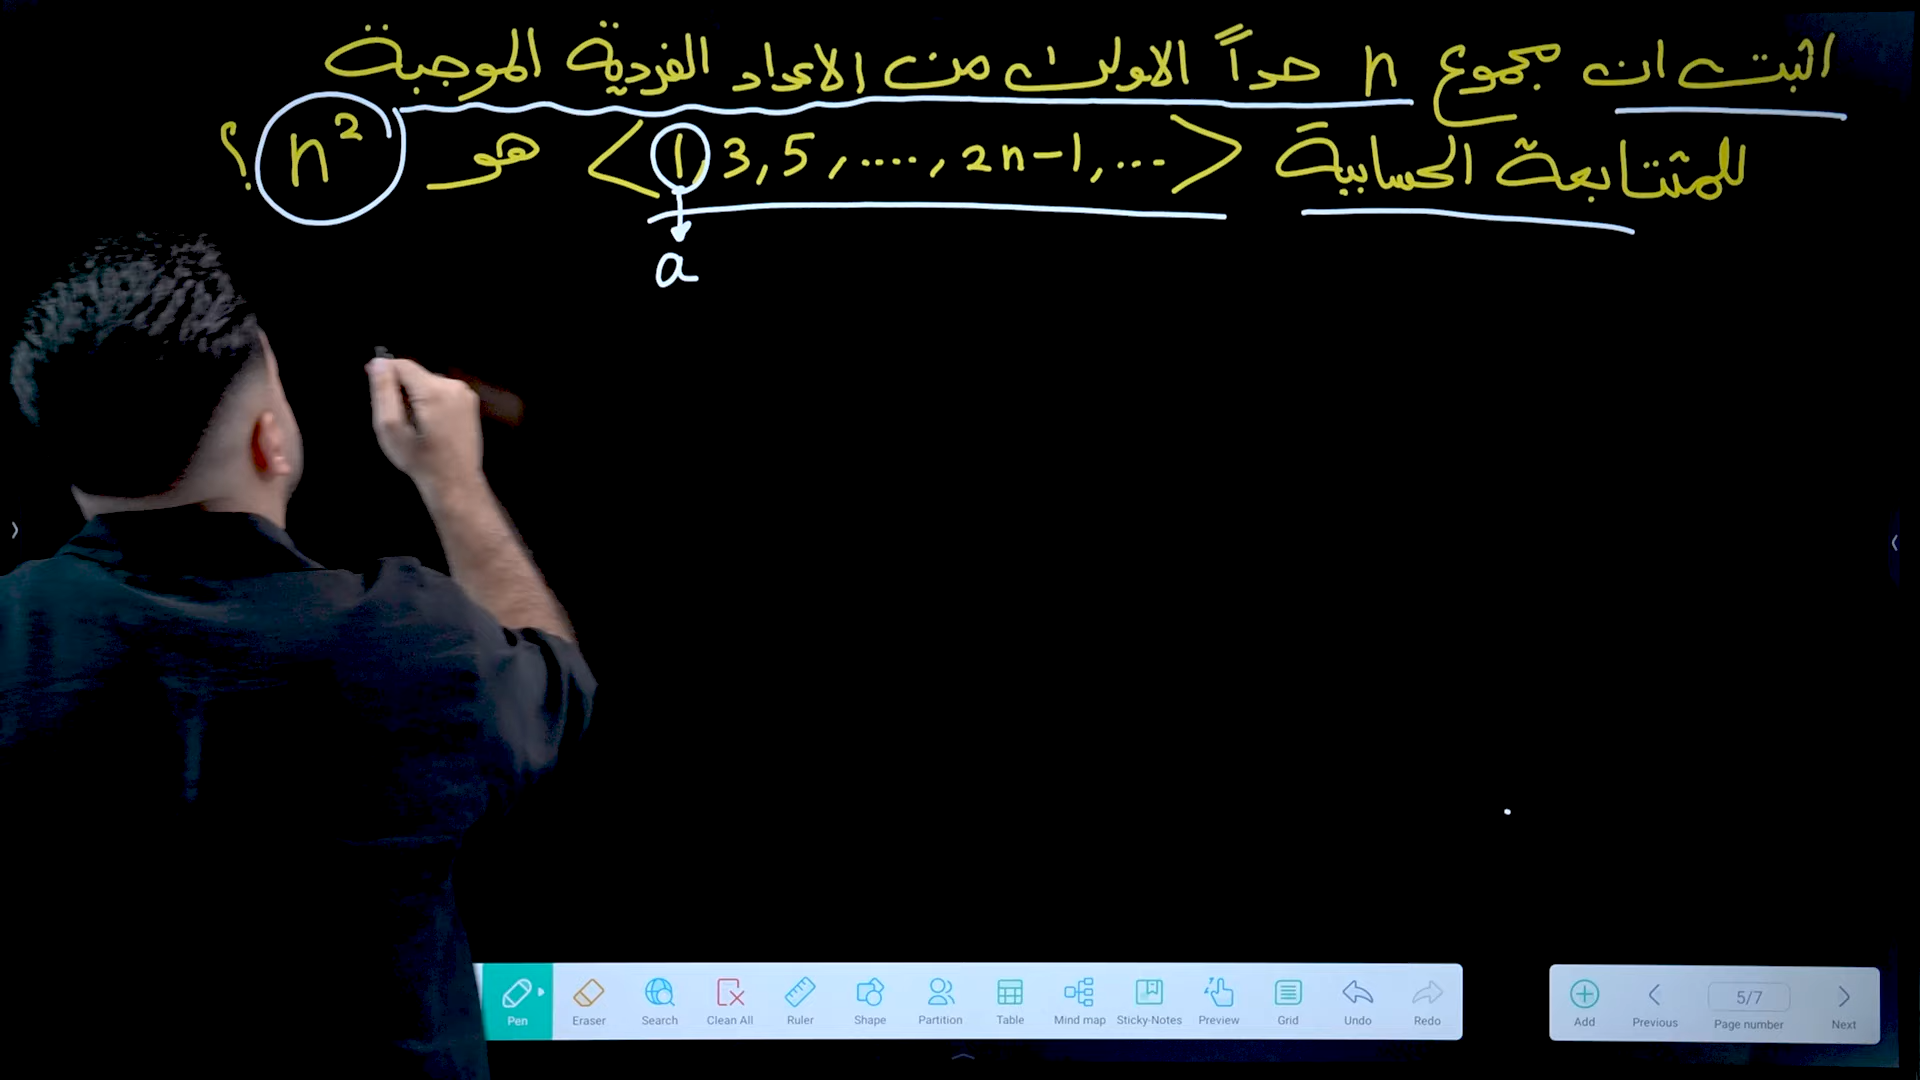 اثبت ان مجموع n حداً الاولى من الاعداد الفردية الموجبة
للمتتابعة الحسابية <1, 3, 5, ...., 2n-1, ...> هو n² ؟
a
Pen Eraser Search Clean All Ruler Shape Partition Table Mind map Sticky-Notes Preview Grid Undo Redo
Add Previous 5/7 Page number Next